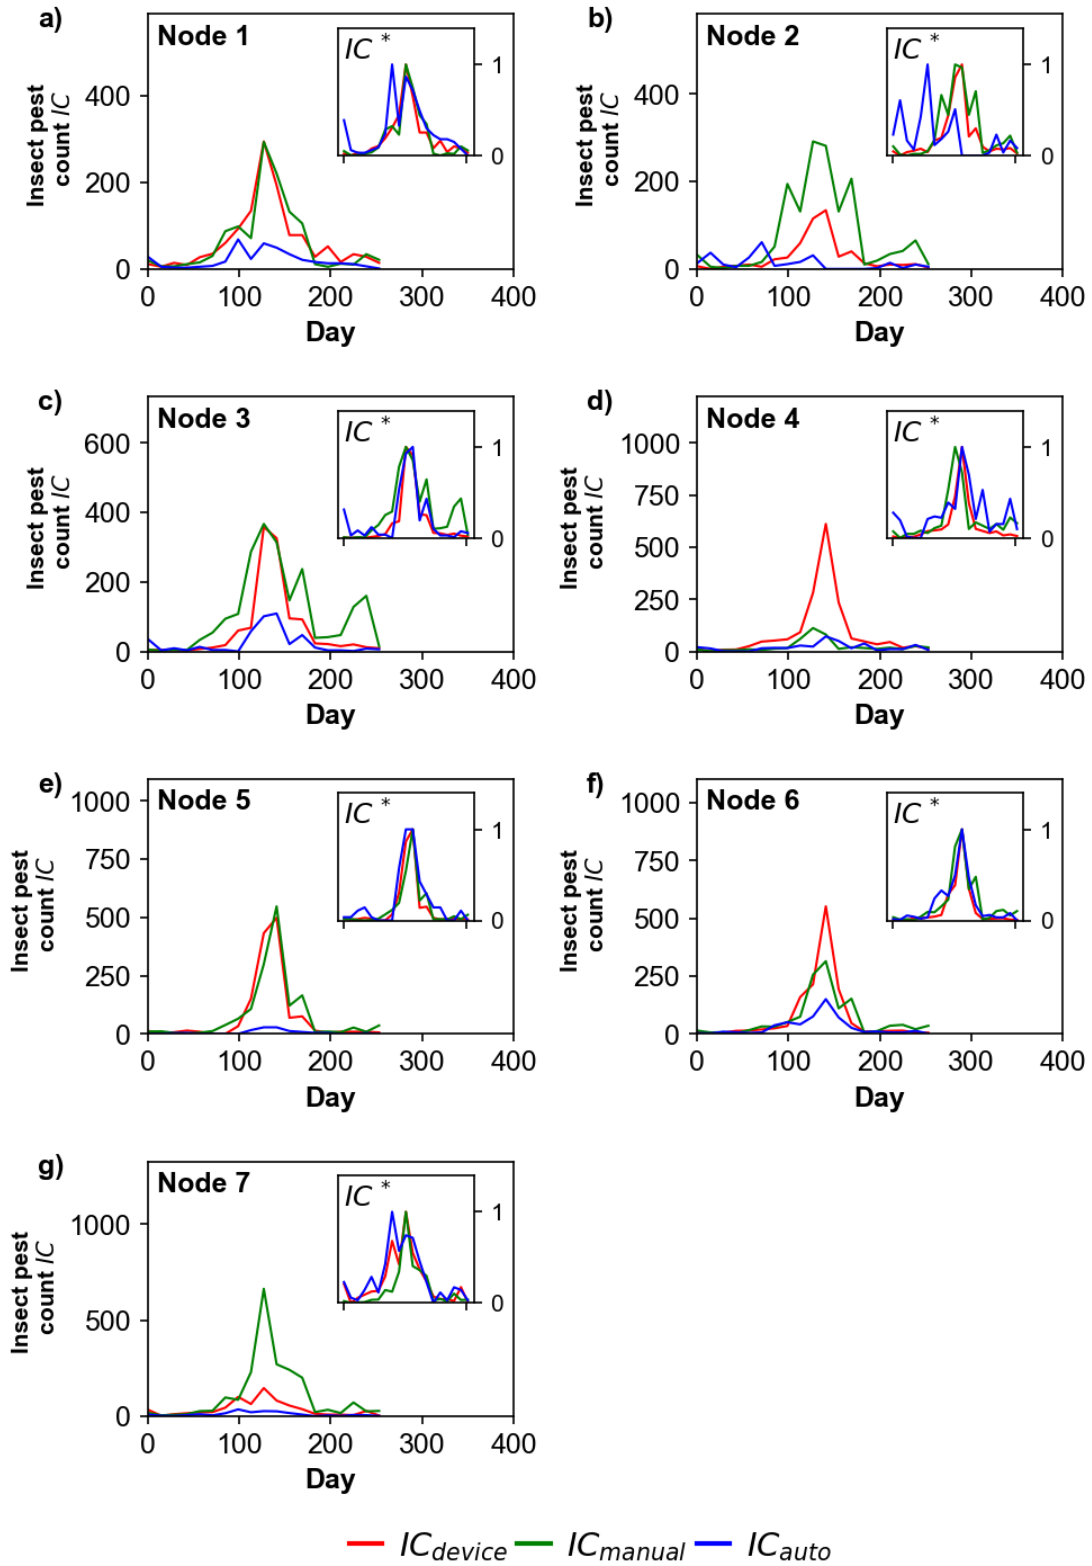 a)
Node 1
IC *
1
0
Insect pest
count IC
400
200
0
0 100 200 300 400
Day
b)
Node 2
IC *
1
0
Insect pest
count IC
400
200
0
0 100 200 300 400
Day
c)
Node 3
IC *
1
0
Insect pest
count IC
600
400
200
0
0 100 200 300 400
Day
d)
Node 4
IC *
1
0
Insect pest
count IC
1000
750
500
250
0
0 100 200 300 400
Day
e)
Node 5
IC *
1
0
Insect pest
count IC
1000
750
500
250
0
0 100 200 300 400
Day
f)
Node 6
IC *
1
0
Insect pest
count IC
1000
750
500
250
0
0 100 200 300 400
Day
g)
Node 7
IC *
1
0
Insect pest
count IC
1000
500
0
0 100 200 300 400
Day
IC device IC manual IC auto